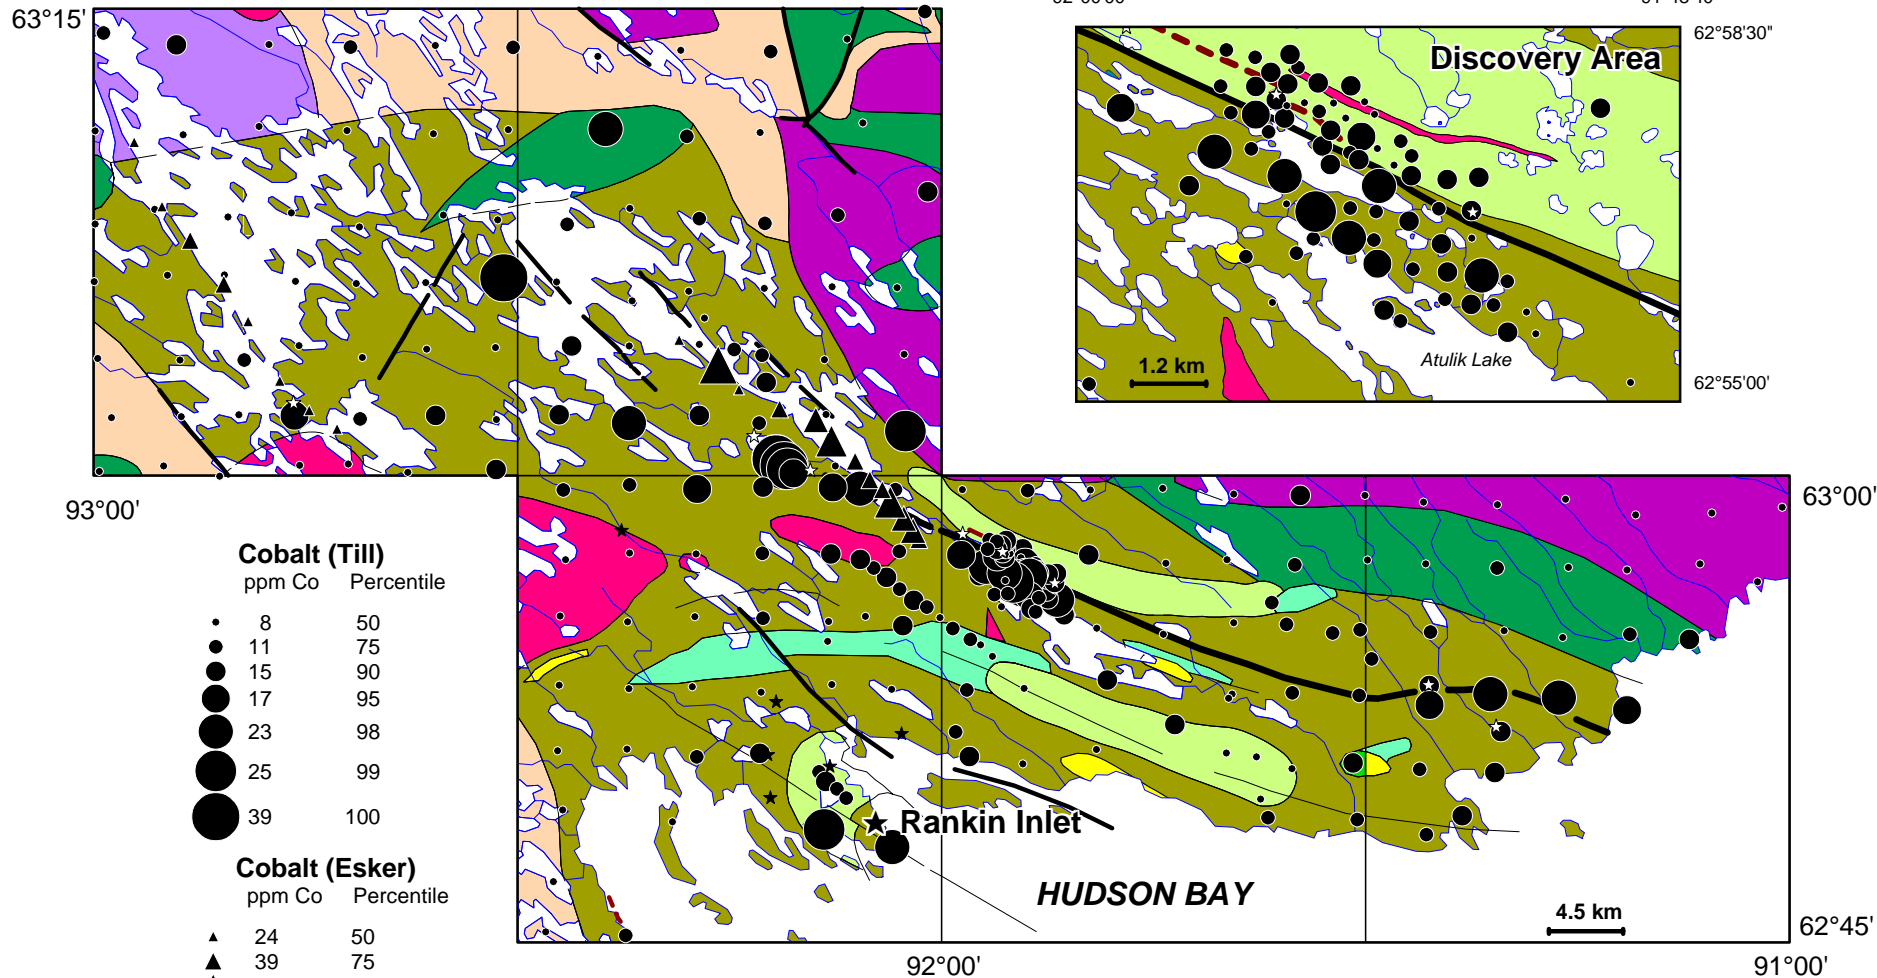 63°15'
62°58'30"
Discovery Area
1.2 km
Atulik Lake
62°55'00'
93°00'
63°00'
Cobalt (Till)
ppm Co Percentile
8 50
11 75
15 90
17 95
23 98
25 99
39 100
Cobalt (Esker)
ppm Co Percentile
24 50
39 75
Rankin Inlet
HUDSON BAY
4.5 km
62°45'
92°00'
91°00'